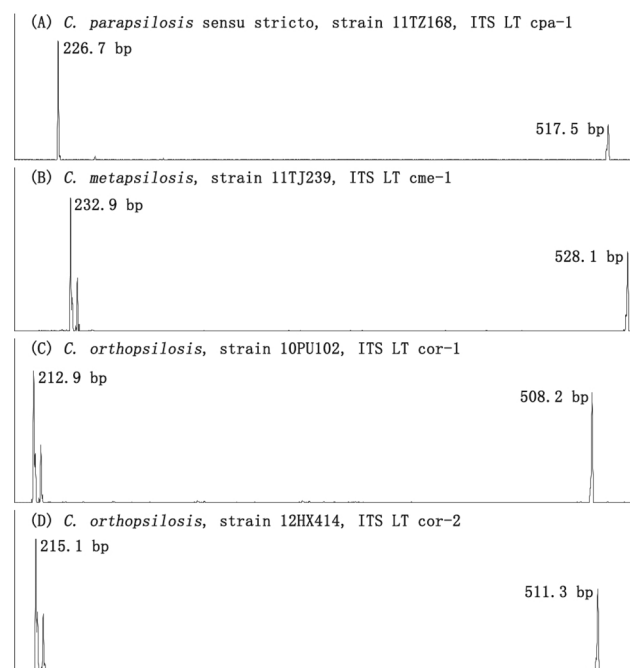 (A) C. parapsilosis sensu stricto, strain 11TZ168, ITS LT cpa-1
226.7 bp
517.5 bp
(B) C. metapsilosis, strain 11TJ239, ITS LT cme-1
232.9 bp
528.1 bp
(C) C. orthopsilosis, strain 10PU102, ITS LT cor-1
212.9 bp
508.2 bp
(D) C. orthopsilosis, strain 12HX414, ITS LT cor-2
215.1 bp
511.3 bp